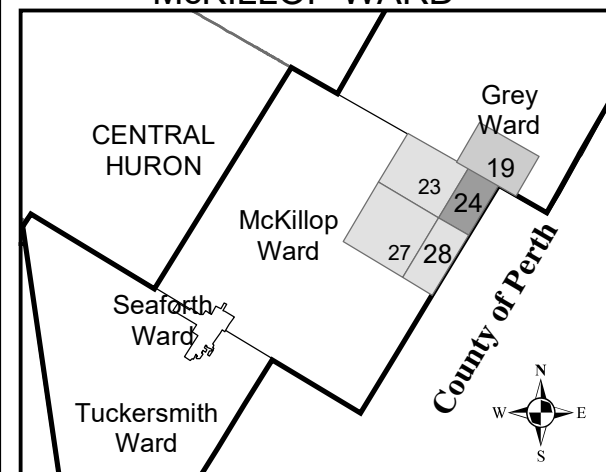 McKILLOP WARD
Grey
Ward
CENTRAL
HURON
19
23
24
McKillop
Ward
27
28
Seaforth
Ward
County of Perth
Tuckersmith
Ward
N
W
E
S